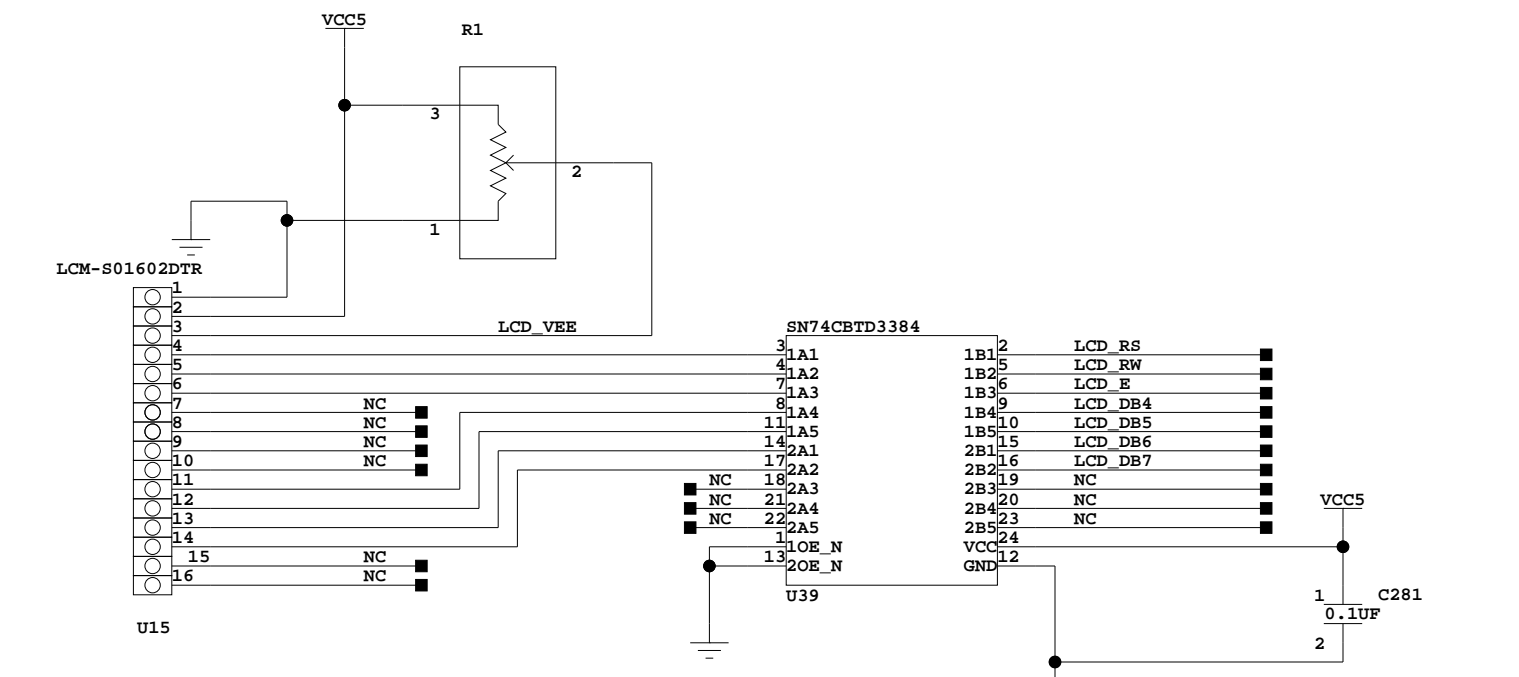 VCC5
R1
3
2
1
LCM-S01602DTR
1
2
3 LCD_VEE SN74CBTD3384
4 3 1A1 1B1 2 LCD_RS
5 4 1A2 1B2 5 LCD_RW
6 7 1A3 1B3 6 LCD_E
7 NC 8 1A4 1B4 9 LCD_DB4
8 NC 11 1A5 1B5 10 LCD_DB5
9 NC 14 2A1 2B1 15 LCD_DB6
10 NC 17 2A2 2B2 16 LCD_DB7
11 NC 18 2A3 2B3 19 NC
12 NC 21 2A4 2B4 20 NC VCC5
13 NC 22 2A5 2B5 23 NC
14 1 1OE_N VCC 24
15 NC 13 2OE_N GND 12
16 NC
U39 1 C281
0.1UF
U15
2